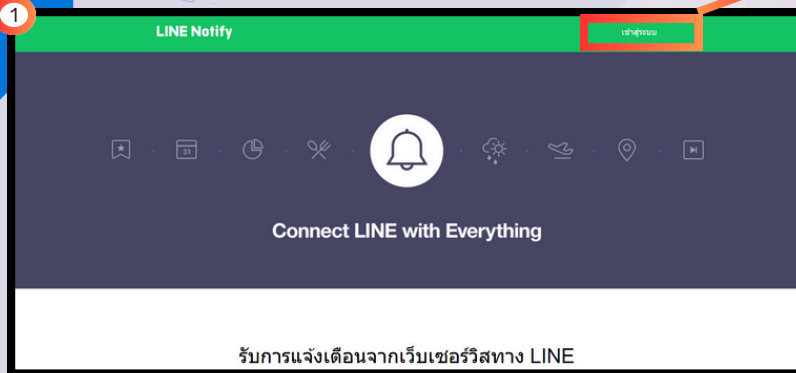 1
LINE Notify
เข้าสู่ระบบ
31
Connect LINE with Everything
รับการแจ้งเตือนจากเว็บเซอร์วิสทาง LINE